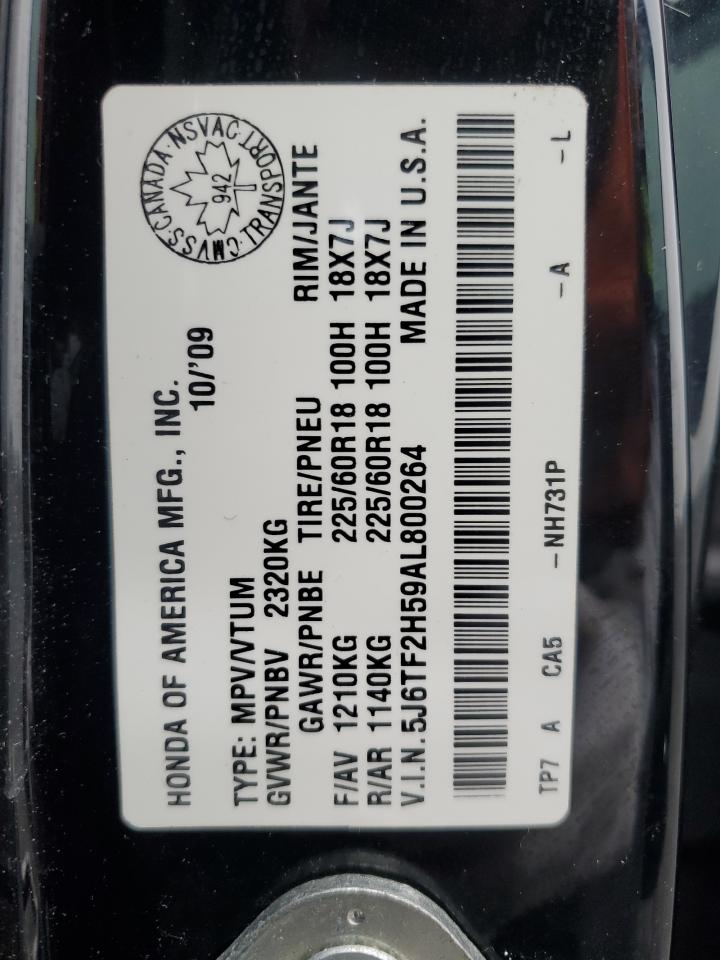 HONDA OF AMERICA MFG., INC.
10/'09
CMVSS·CANADA·NSVAC·TRANSPORT·
942
TYPE: MPV/VTUM
GVWR/PNBV 2320KG
GAWR/PNBE TIRE/PNEU RIM/JANTE
F/AV 1210KG 225/60R18 100H 18X7J
R/AR 1140KG 225/60R18 100H 18X7J
V.I.N.5J6TF2H59AL800264 MADE IN U.S.A.
TP7 A CA5 -NH731P -A -L